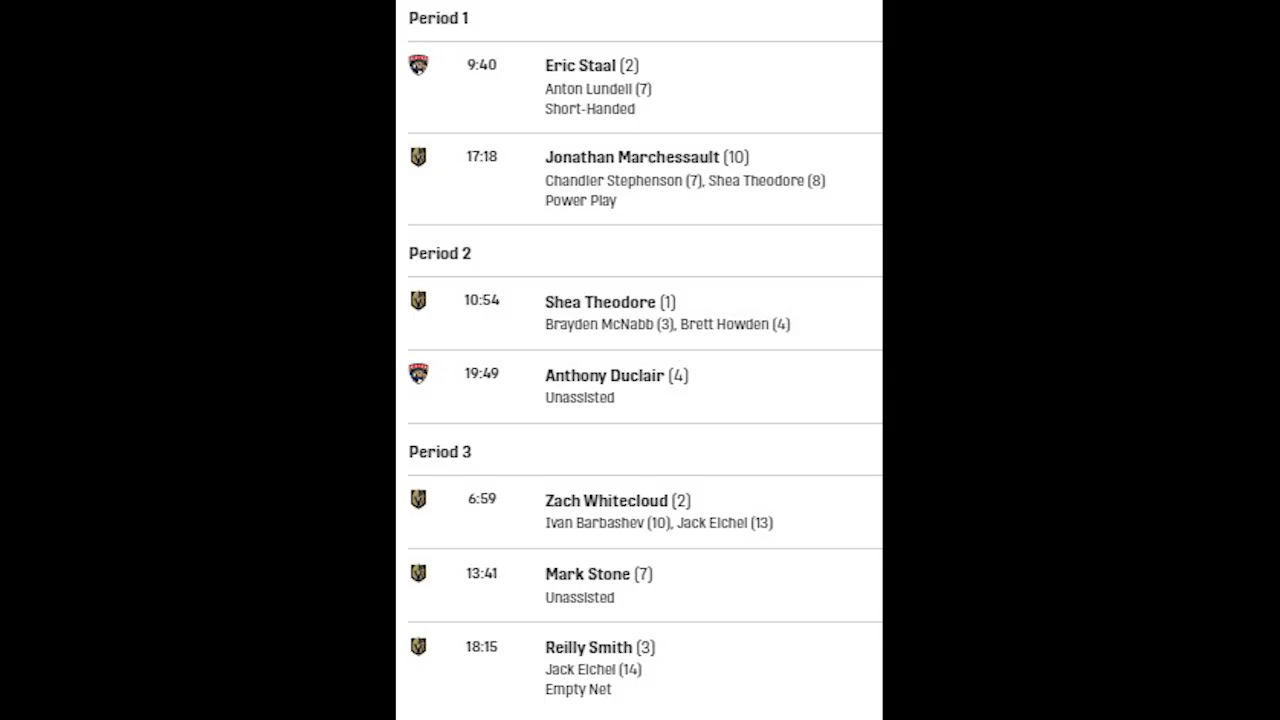 Period 1
9:40 Eric Staal (2)
Anton Lundell (7)
Short-Handed
17:18 Jonathan Marchessault (10)
Chandler Stephenson (7), Shea Theodore (8)
Power Play
Period 2
10:54 Shea Theodore (1)
Brayden McNabb (3), Brett Howden (4)
19:49 Anthony Duclair (4)
Unassisted
Period 3
6:59 Zach Whitecloud (2)
Ivan Barbashev (10), Jack Eichel (13)
13:41 Mark Stone (7)
Unassisted
18:15 Reilly Smith (3)
Jack Eichel (14)
Empty Net